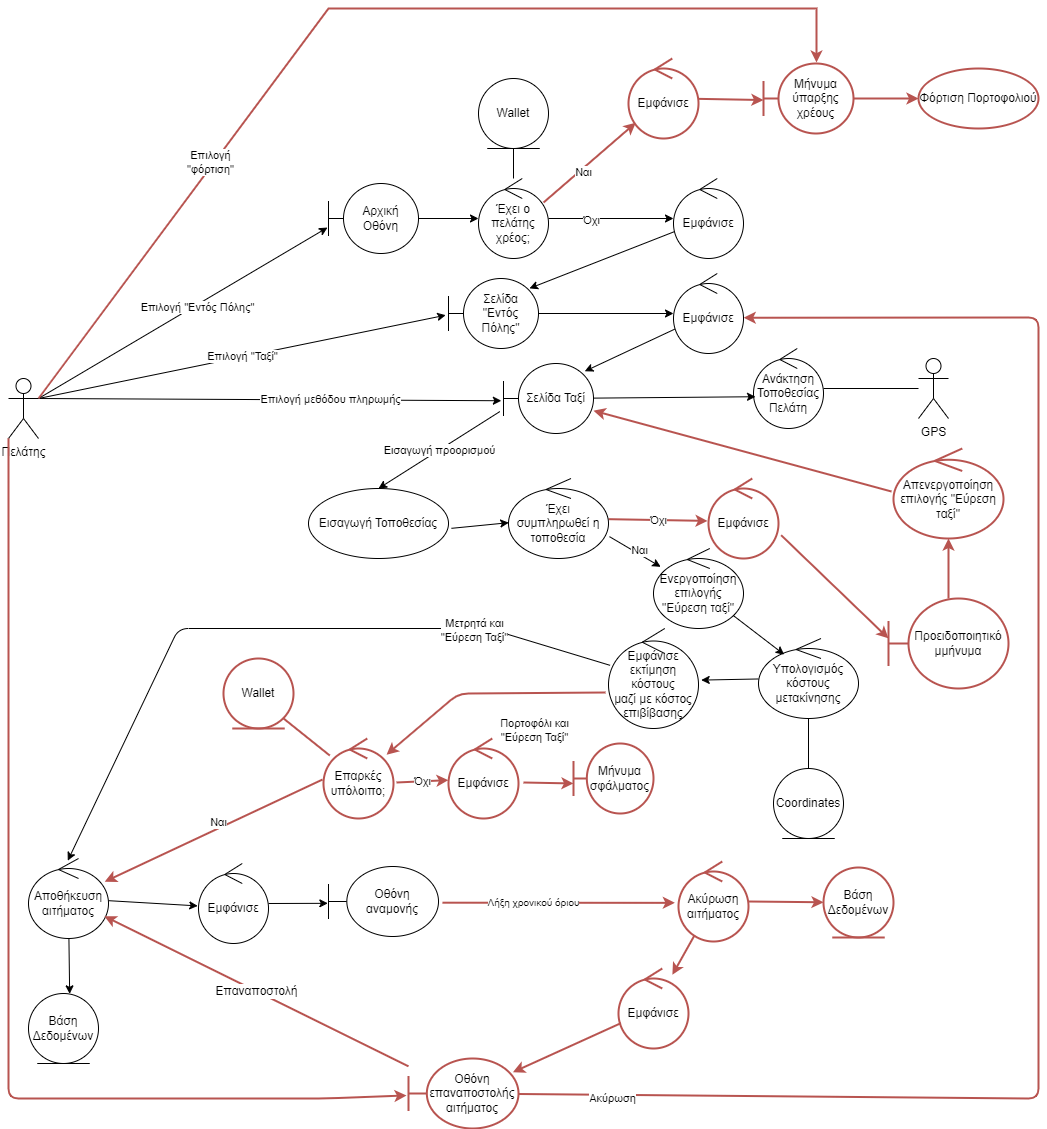 Μήνυμα
ύπαρξης
χρέους
Φόρτιση Πορτοφολιού
Εμφάνισε
Wallet
Επιλογή
"φόρτιση"
Ναι
Αρχική
Οθόνη
Έχει ο
πελάτης
χρέος;
Όχι
Εμφάνισε
Επιλογή "Εντός Πόλης"
Σελίδα
"Εντός
Πόλης"
Εμφάνισε
Επιλογή "Ταξί"
Πελάτης
Επιλογή μεθόδου πληρωμής
Σελίδα Ταξί
Ανάκτηση
Τοποθεσίας
Πελάτη
GPS
Εισαγωγή προορισμού
Απενεργοποίηση
επιλογής "Εύρεση
ταξί"
Εισαγωγή Τοποθεσίας
Έχει
συμπληρωθεί η
τοποθεσία
Όχι
Εμφάνισε
Ναι
Ενεργοποίηση
επιλογής
"Εύρεση ταξί"
Προειδοποιητικό
μμήνυμα
Μετρητά και
"Εύρεση Ταξί"
Εμφάνισε
εκτίμηση
κόστους
μαζί με κόστος
επιβίβασης
Υπολογισμός
κόστους
μετακίνησης
Wallet
Πορτοφόλι και
"Εύρεση Ταξί"
Επαρκές
υπόλοιπο;
Όχι
Εμφάνισε
Μήνυμα
σφάλματος
Coordinates
Ναι
Αποθήκευση
αιτήματος
Εμφάνισε
Οθόνη
αναμονής
Λήξη χρονικού όριου
Ακύρωση
αιτήματος
Βάση
Δεδομένων
Επαναποστολή
Εμφάνισε
Βάση
Δεδομένων
Οθόνη
επαναποστολής
αιτήματος
Ακύρωση